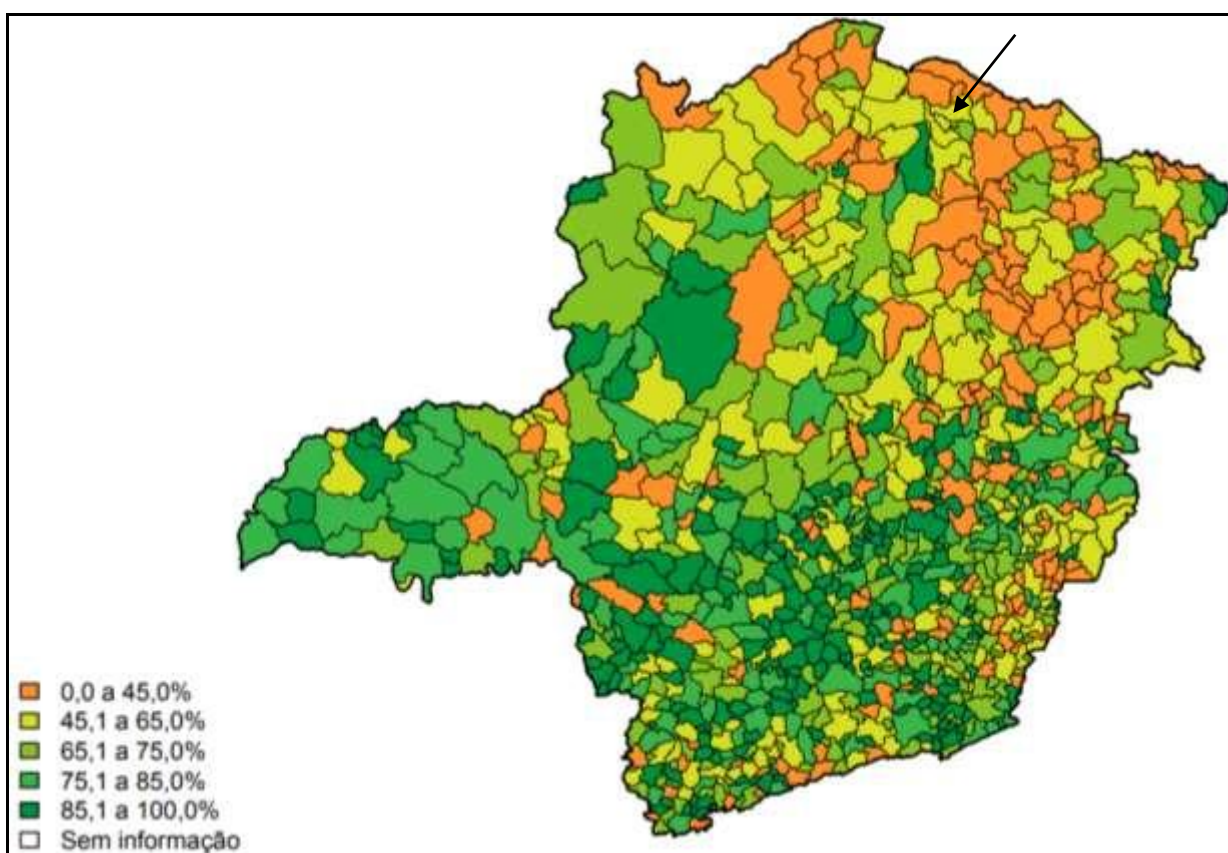 0,0 a 45,0%
45,1 a 65,0%
65,1 a 75,0%
75,1 a 85,0%
85,1 a 100,0%
Sem informação